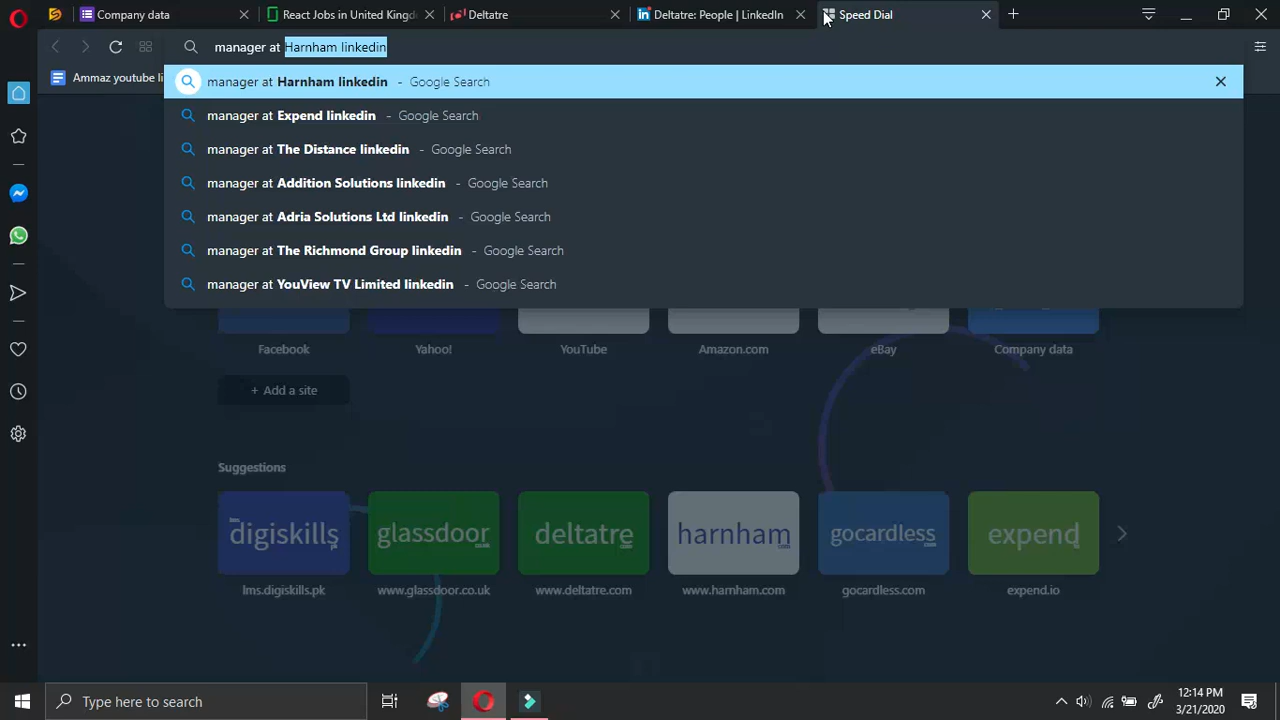 Company data
React Jobs in United Kingd
Deltatre
Deltatre: People | LinkedIn
Speed Dial
manager at Harnham linkedin
Ammaz youtube li
manager at Harnham linkedin - Google Search
manager at Expend linkedin - Google Search
manager at The Distance linkedin - Google Search
manager at Addition Solutions linkedin - Google Search
manager at Adria Solutions Ltd linkedin - Google Search
manager at The Richmond Group linkedin - Google Search
manager at YouView TV Limited linkedin - Google Search
Facebook
Yahoo!
YouTube
Amazon.com
eBay
Company data
+ Add a site
Suggestions
digiskills
glassdoor
deltatre
harnham
gocardless
expend
lms.digiskills.pk
www.glassdoor.co.uk
www.deltatre.com
www.harnham.com
gocardless.com
expend.io
Type here to search
12:14 PM
3/21/2020